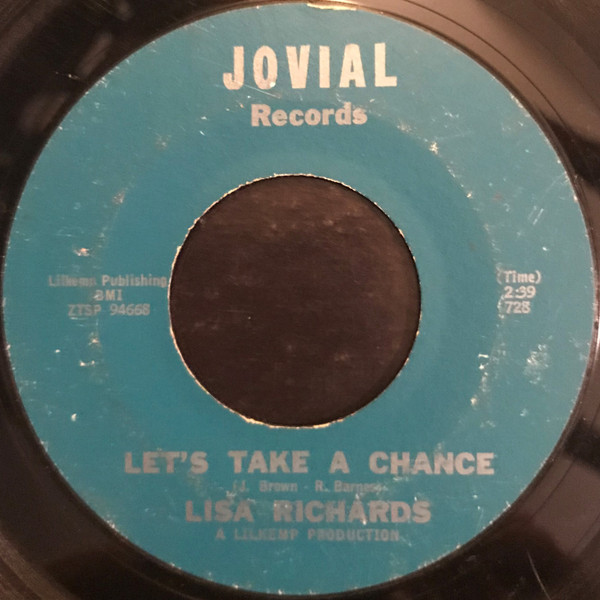 JOVIAL
Records
Lilkemp Publishing
BMI
ZTSP 94668
(Time)
2:39
728
LET'S TAKE A CHANCE
(J. Brown - R.
LISA RICHARDS
A LILKEMP PRODUCTION